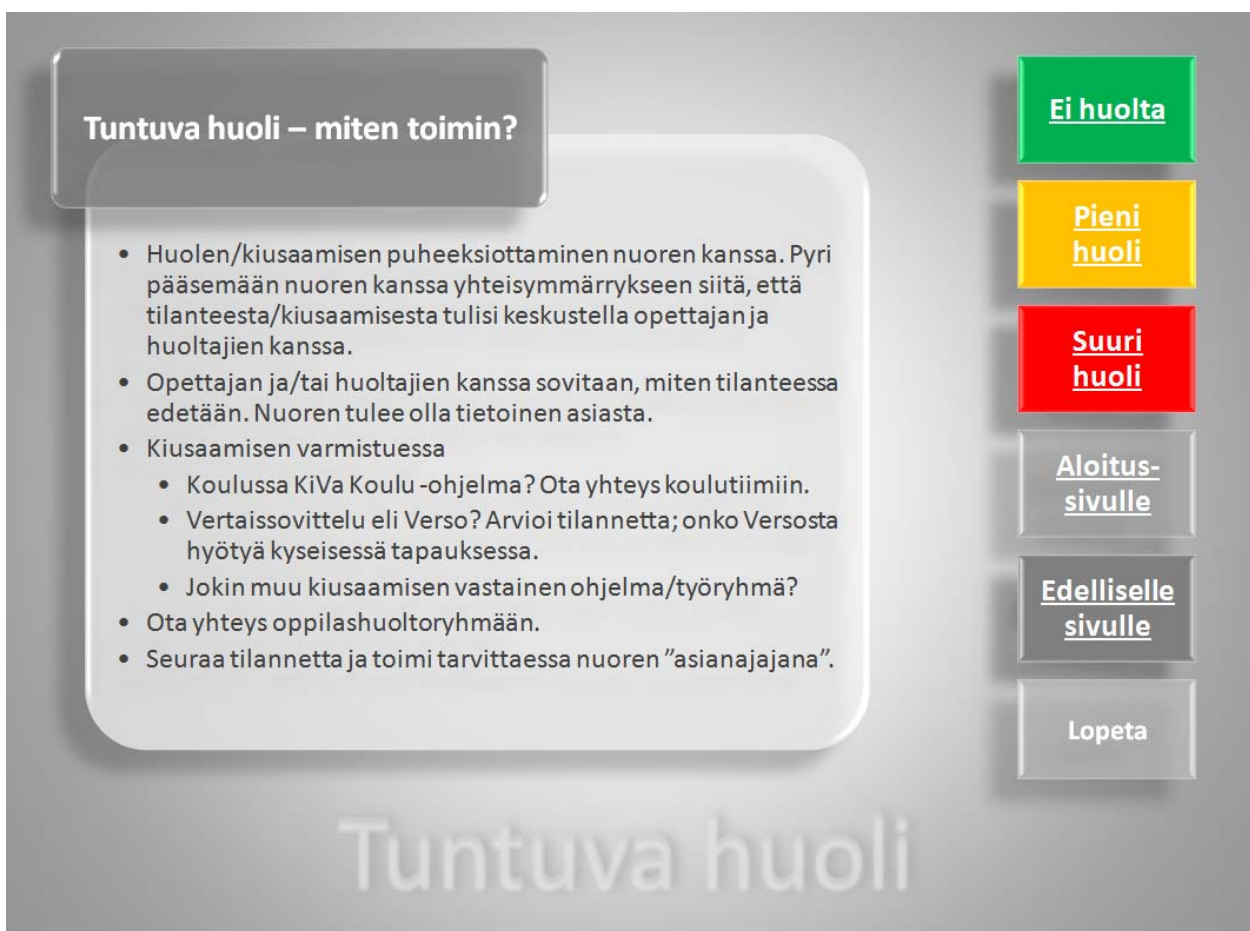 Tuntuva huoli – miten toimin?
• Huolen/kiusaamisen puheeksiottaminen nuoren kanssa. Pyri
pääsemään nuoren kanssa yhteisymmärrykseen siitä, että
tilanteesta/kiusaamisesta tulisi keskustella opettajan ja
huoltajien kanssa.
• Opettajan ja/tai huoltajien kanssa sovitaan, miten tilanteessa
edetään. Nuoren tulee olla tietoinen asiasta.
• Kiusaamisen varmistuessa
• Koulussa KiVa Koulu -ohjelma? Ota yhteys koulutiimiin.
• Vertaissovittelu eli Verso? Arvioi tilannetta; onko Versosta
hyötyä kyseisessä tapauksessa.
• Jokin muu kiusaamisen vastainen ohjelma/työryhmä?
• Ota yhteys oppilashuoltoryhmään.
• Seuraa tilannetta ja toimi tarvittaessa nuoren ”asianajajana”.
Ei huolta
Pieni
huoli
Suuri
huoli
Aloitus-
sivulle
Edelliselle
sivulle
Lopeta
Tuntuva huoli